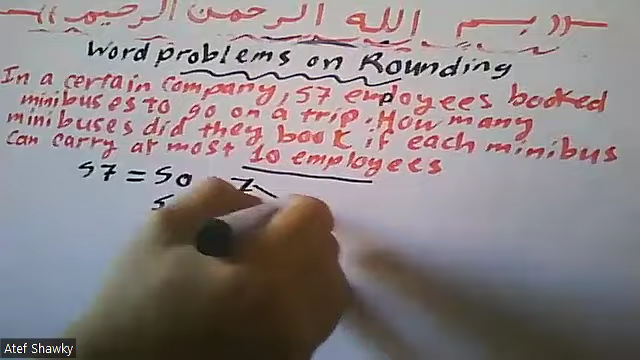 بسم الله الرحمن الرحيم
Word problems on Rounding
In a certain company, 57 employees booked
minibuses to go on a trip. How many
minibuses did they book if each minibus
can carry at most 10 employees
57 = 50 7
5
Atef Shawky